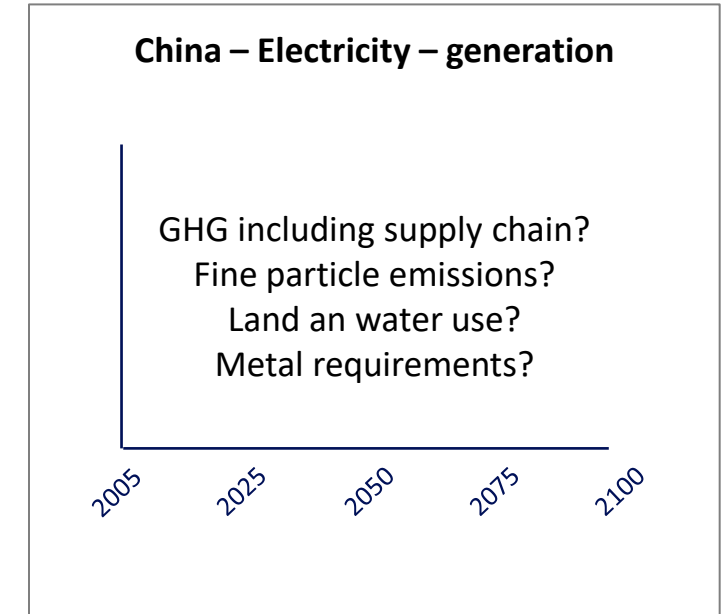 China – Electricity – generation
GHG including supply chain?
Fine particle emissions?
Land an water use?
Metal requirements?
2005
2025
2050
2075
2100